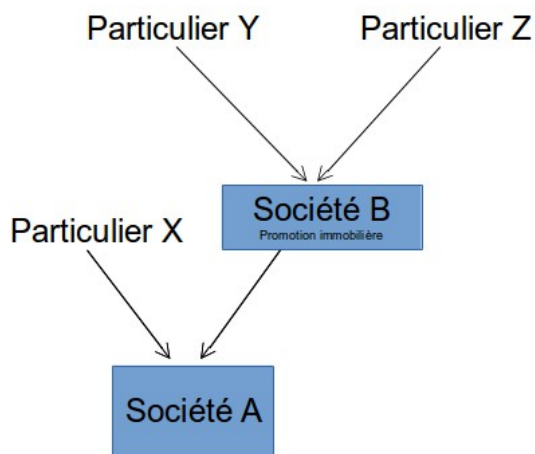 Particulier Y
Particulier Z
Société B
Promotion immobilière
Particulier X
Société A